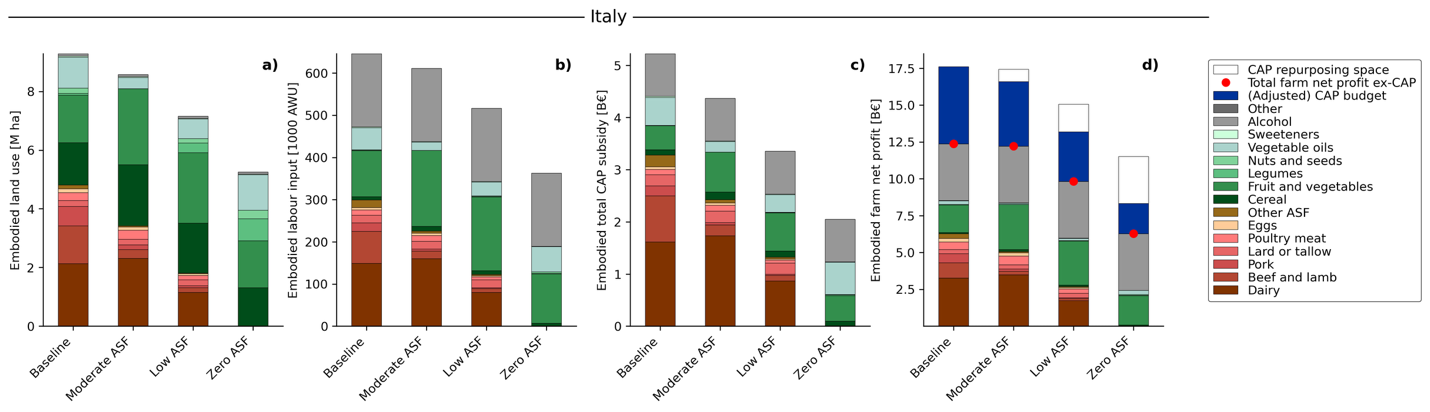 Italy
a)
Embodied land use [M ha]
8
6
4
2
0
Baseline
Moderate ASF
Low ASF
Zero ASF
b)
Embodied labour input [1000 AWU]
600
500
400
300
200
100
0
Baseline
Moderate ASF
Low ASF
Zero ASF
c)
Embodied total CAP subsidy [B€]
5
4
3
2
1
0
Baseline
Moderate ASF
Low ASF
Zero ASF
d)
Embodied farm net profit [B€]
17.5
15.0
12.5
10.0
7.5
5.0
2.5
Baseline
Moderate ASF
Low ASF
Zero ASF
CAP repurposing space
Total farm net profit ex-CAP
(Adjusted) CAP budget
Other
Alcohol
Sweeteners
Vegetable oils
Nuts and seeds
Legumes
Fruit and vegetables
Cereal
Other ASF
Eggs
Poultry meat
Lard or tallow
Pork
Beef and lamb
Dairy